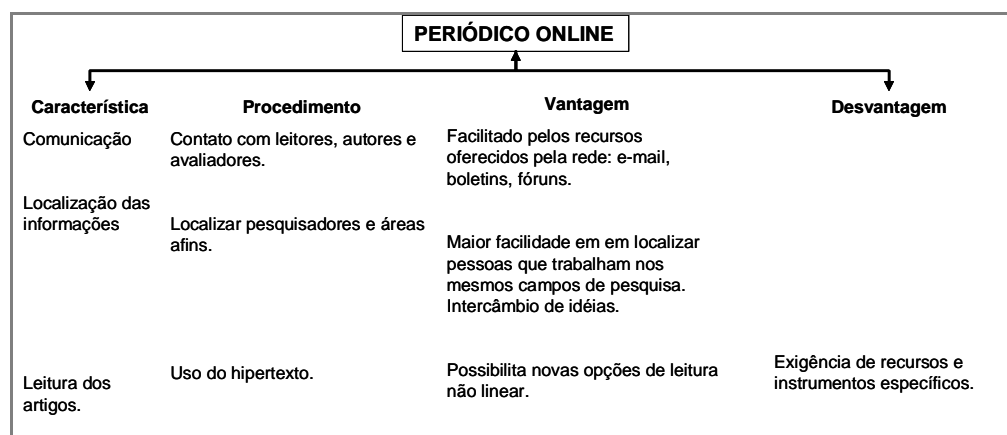 PERIÓDICO ONLINE
Característica
Procedimento
Vantagem
Desvantagem
Comunicação
Contato com leitores, autores e
avaliadores.
Facilitado pelos recursos
oferecidos pela rede: e-mail,
boletins, fóruns.
Localização das
informações
Localizar pesquisadores e áreas
afins.
Maior facilidade em em localizar
pessoas que trabalham nos
mesmos campos de pesquisa.
Intercâmbio de idéias.
Leitura dos
artigos.
Uso do hipertexto.
Possibilita novas opções de leitura
não linear.
Exigência de recursos e
instrumentos específicos.